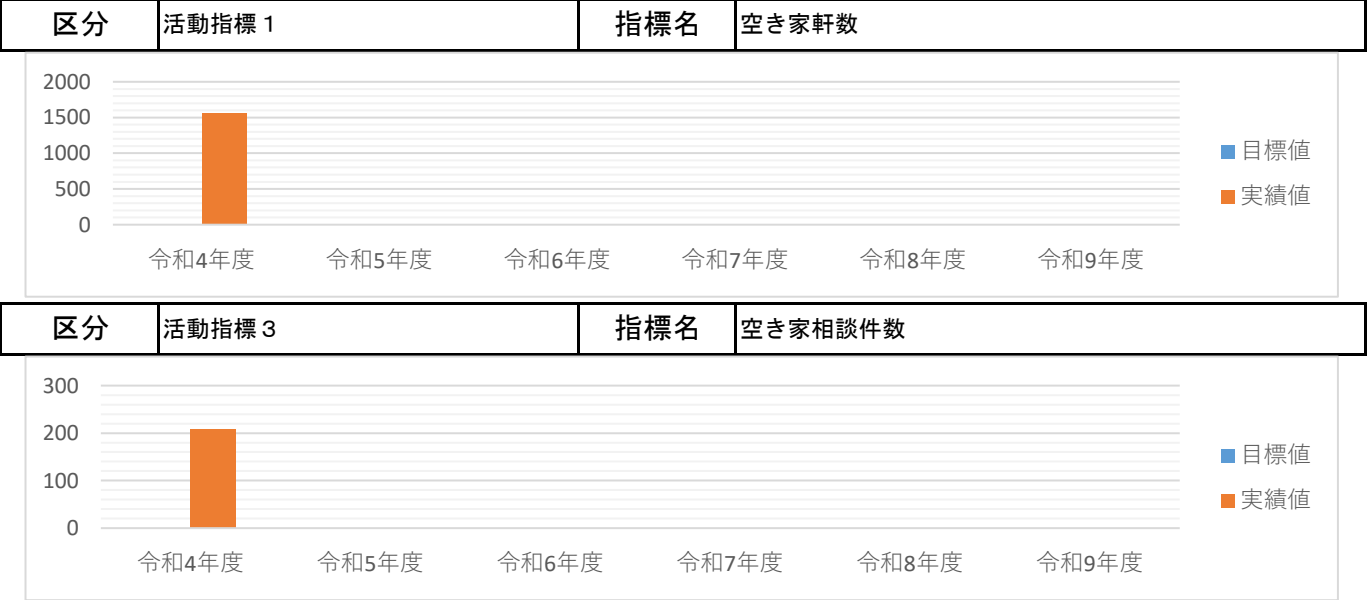 区分 活動指標１ 指標名 空き家軒数
2000
1500
1000
500
0
令和4年度 令和5年度 令和6年度 令和7年度 令和8年度 令和9年度
目標値
実績値
区分 活動指標３ 指標名 空き家相談件数
300
200
100
0
令和4年度 令和5年度 令和6年度 令和7年度 令和8年度 令和9年度
目標値
実績値